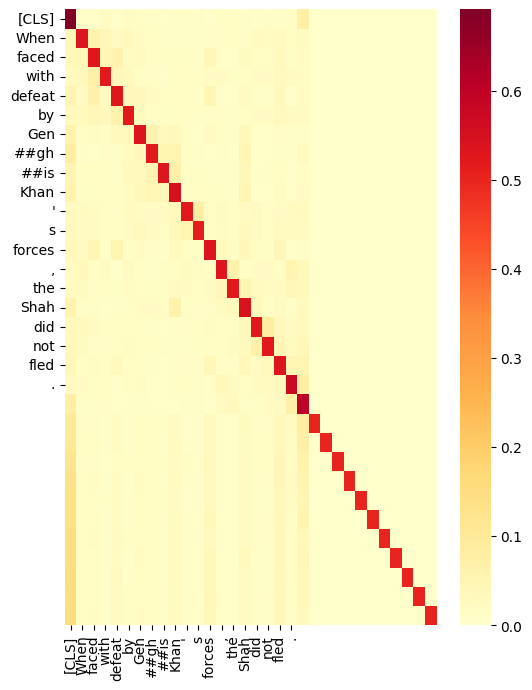 [CLS]
When
faced
with
defeat
by
Gen
##gh
##is
Khan
'
s
forces
,
the
Shah
did
not
fled
.
0.6
0.5
0.4
0.3
0.2
0.1
0.0
[CLS]
When
faced
with
defeat
by
Gen
##gh
##is
Khan
'
s
forces
,
the
Shah
did
not
fled
.